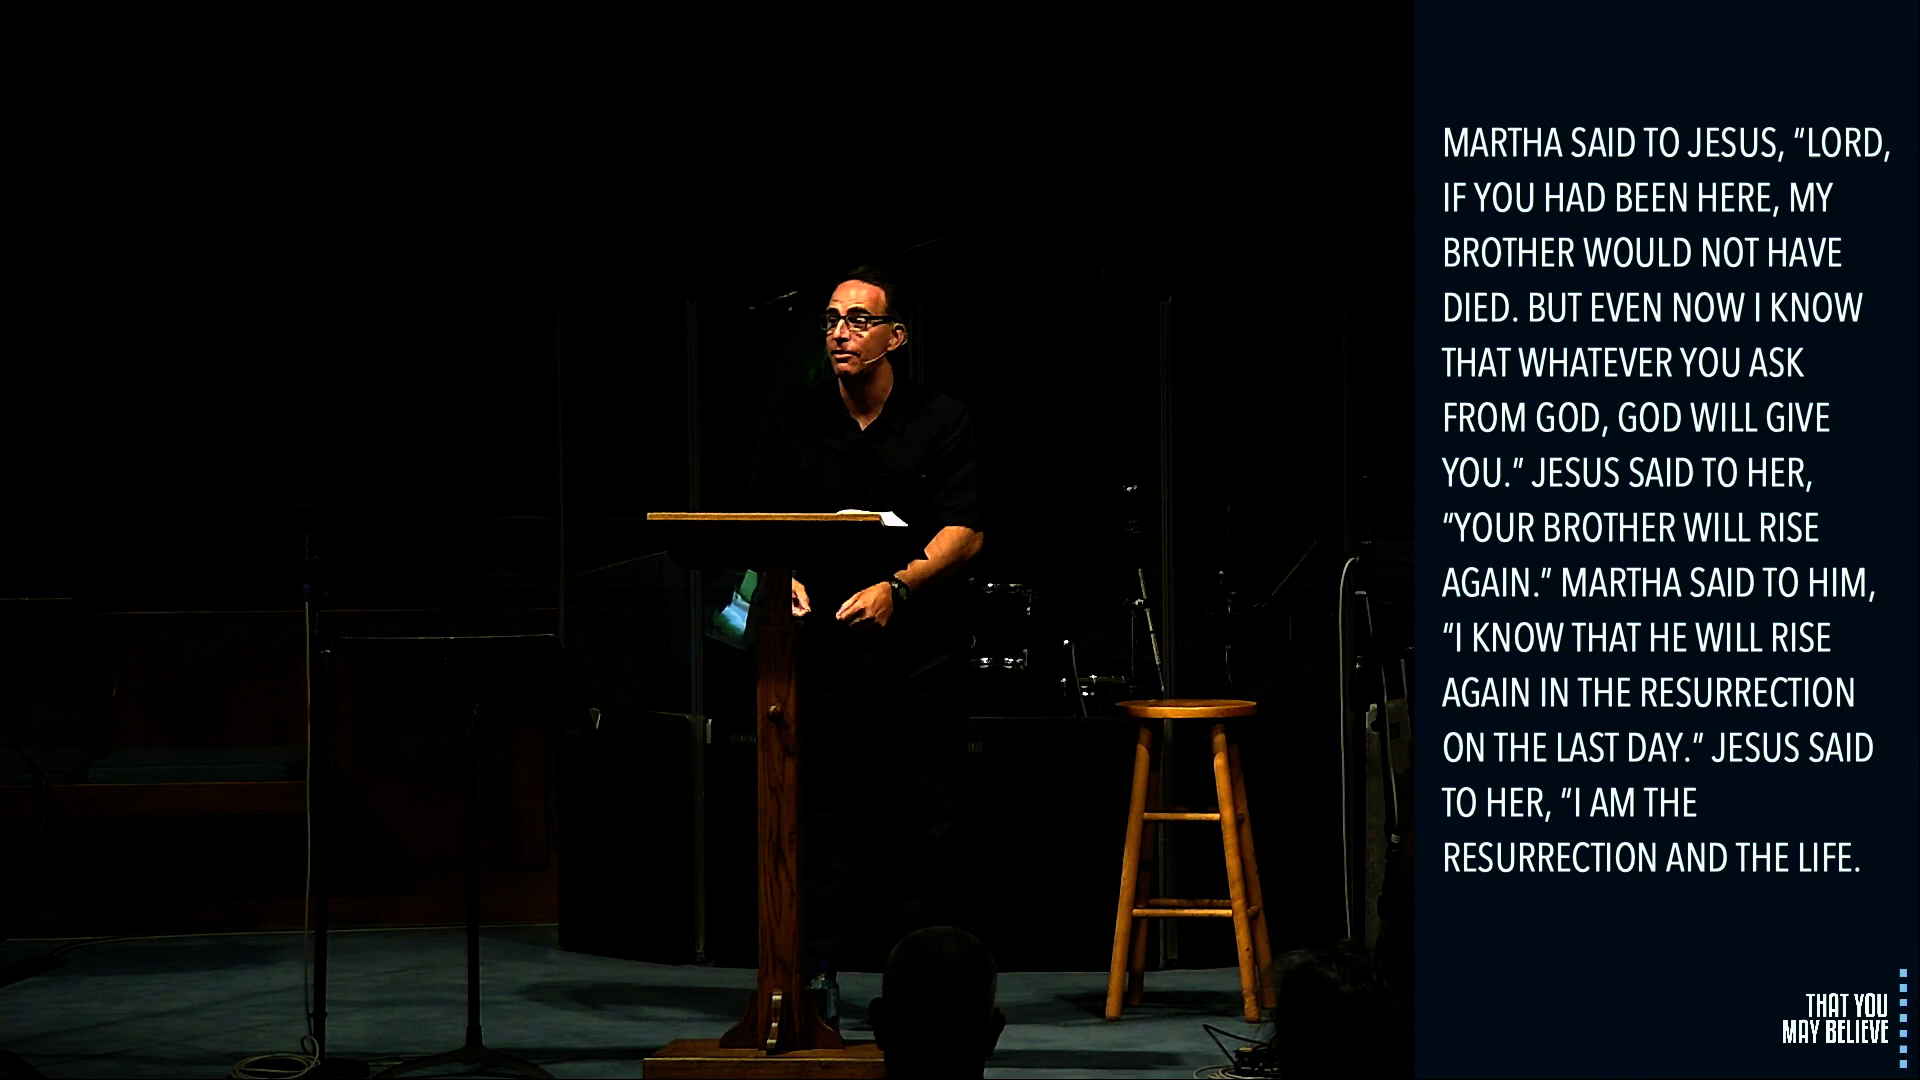 MARTHA SAID TO JESUS, “LORD,
IF YOU HAD BEEN HERE, MY
BROTHER WOULD NOT HAVE
DIED. BUT EVEN NOW I KNOW
THAT WHATEVER YOU ASK
FROM GOD, GOD WILL GIVE
YOU.” JESUS SAID TO HER,
“YOUR BROTHER WILL RISE
AGAIN.” MARTHA SAID TO HIM,
“I KNOW THAT HE WILL RISE
AGAIN IN THE RESURRECTION
ON THE LAST DAY.” JESUS SAID
TO HER, “I AM THE
RESURRECTION AND THE LIFE.
THAT YOU
MAY BELIEVE